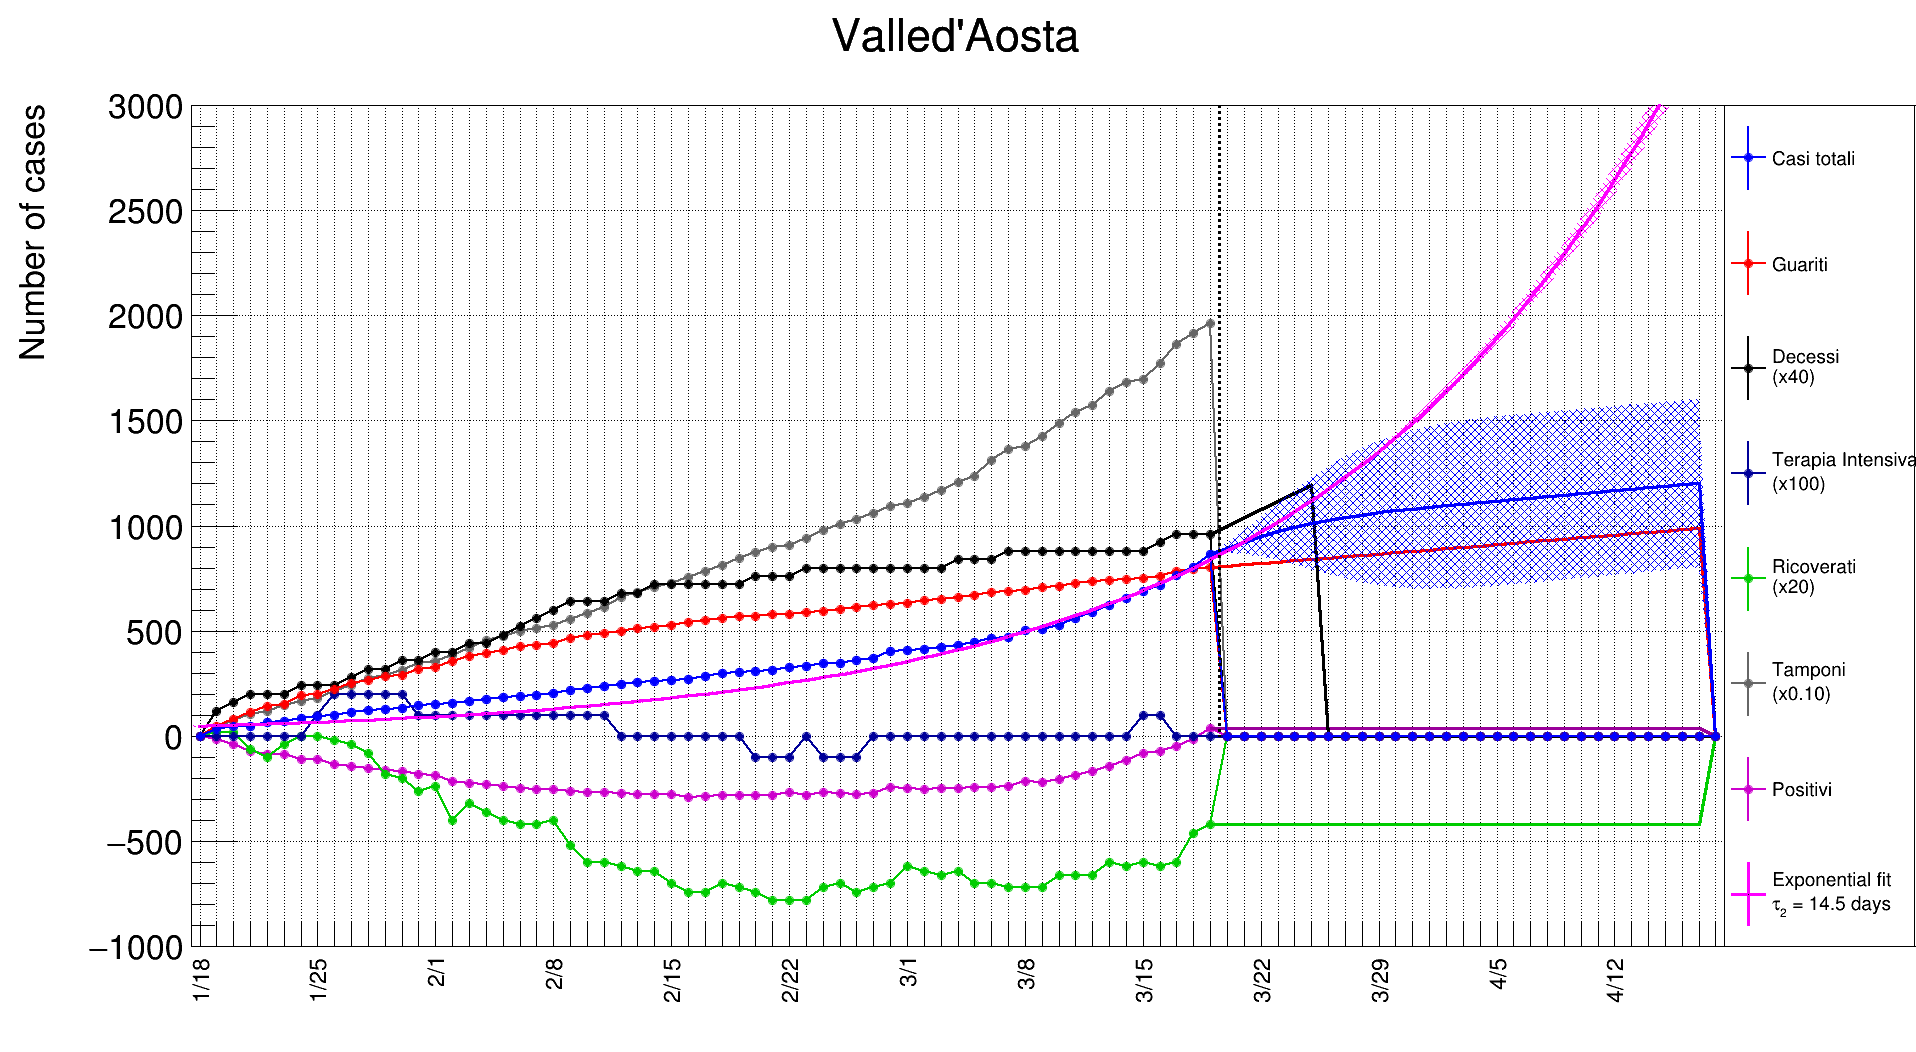 Valled'Aosta
Number of cases
3000
2500
2000
1500
1000
500
0
−500
−1000
1/18
1/25
2/1
2/8
2/15
2/22
3/1
3/8
3/15
3/22
3/29
4/5
4/12
Casi totali
Guariti
Decessi
(x40)
Terapia Intensiva
(x100)
Ricoverati
(x20)
Tamponi
(x0.10)
Positivi
Exponential fit
τ2 = 14.5 days